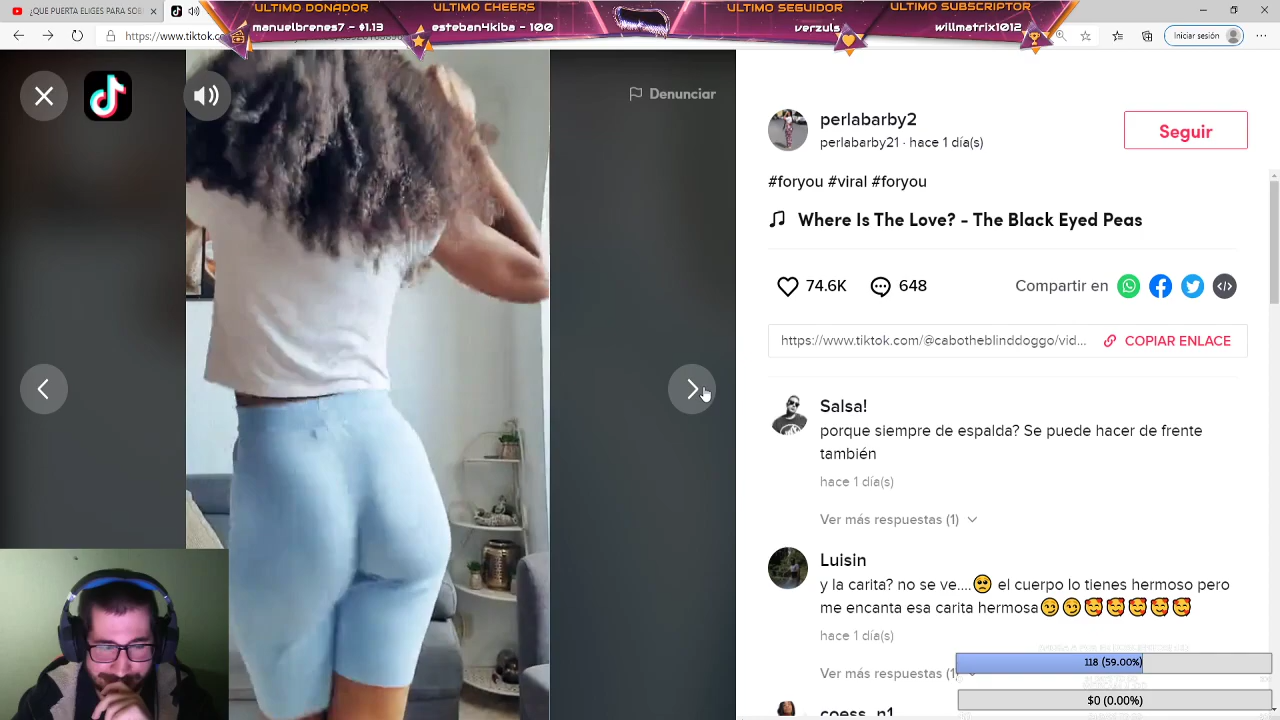 ULTIMO DONADOR
ULTIMO CHEERS
ULTIMO SEGUIDOR
ULTIMO SUBSCRIPTOR
manuelbrenes7 - $1.13
esteban4kiba - 100
verzuls
willmatrix1012
¿QUE PUERTA ELIGES PARA SOB
https://www.tiktok.co
Iniciar sesión
Denunciar
perlabarby2
perlabarby21 · hace 1 día(s)
Seguir
#foryou #viral #foryou
Where Is The Love? - The Black Eyed Peas
74.6K
648
Compartir en
https://www.tiktok.com/@cabotheblinddoggo/vid...
COPIAR ENLACE
Salsa!
porque siempre de espalda? Se puede hacer de frente
también
hace 1 día(s)
Ver más respuestas (1)
Luisin
y la carita? no se ve....🥺 el cuerpo lo tienes hermoso pero
me encanta esa carita hermosa😏😏🥰🥰🥰🥰🥰
hace 1 día(s)
Ver más respuestas (1)
118 (59.00%)
$0 (0.00%)
coess_n1